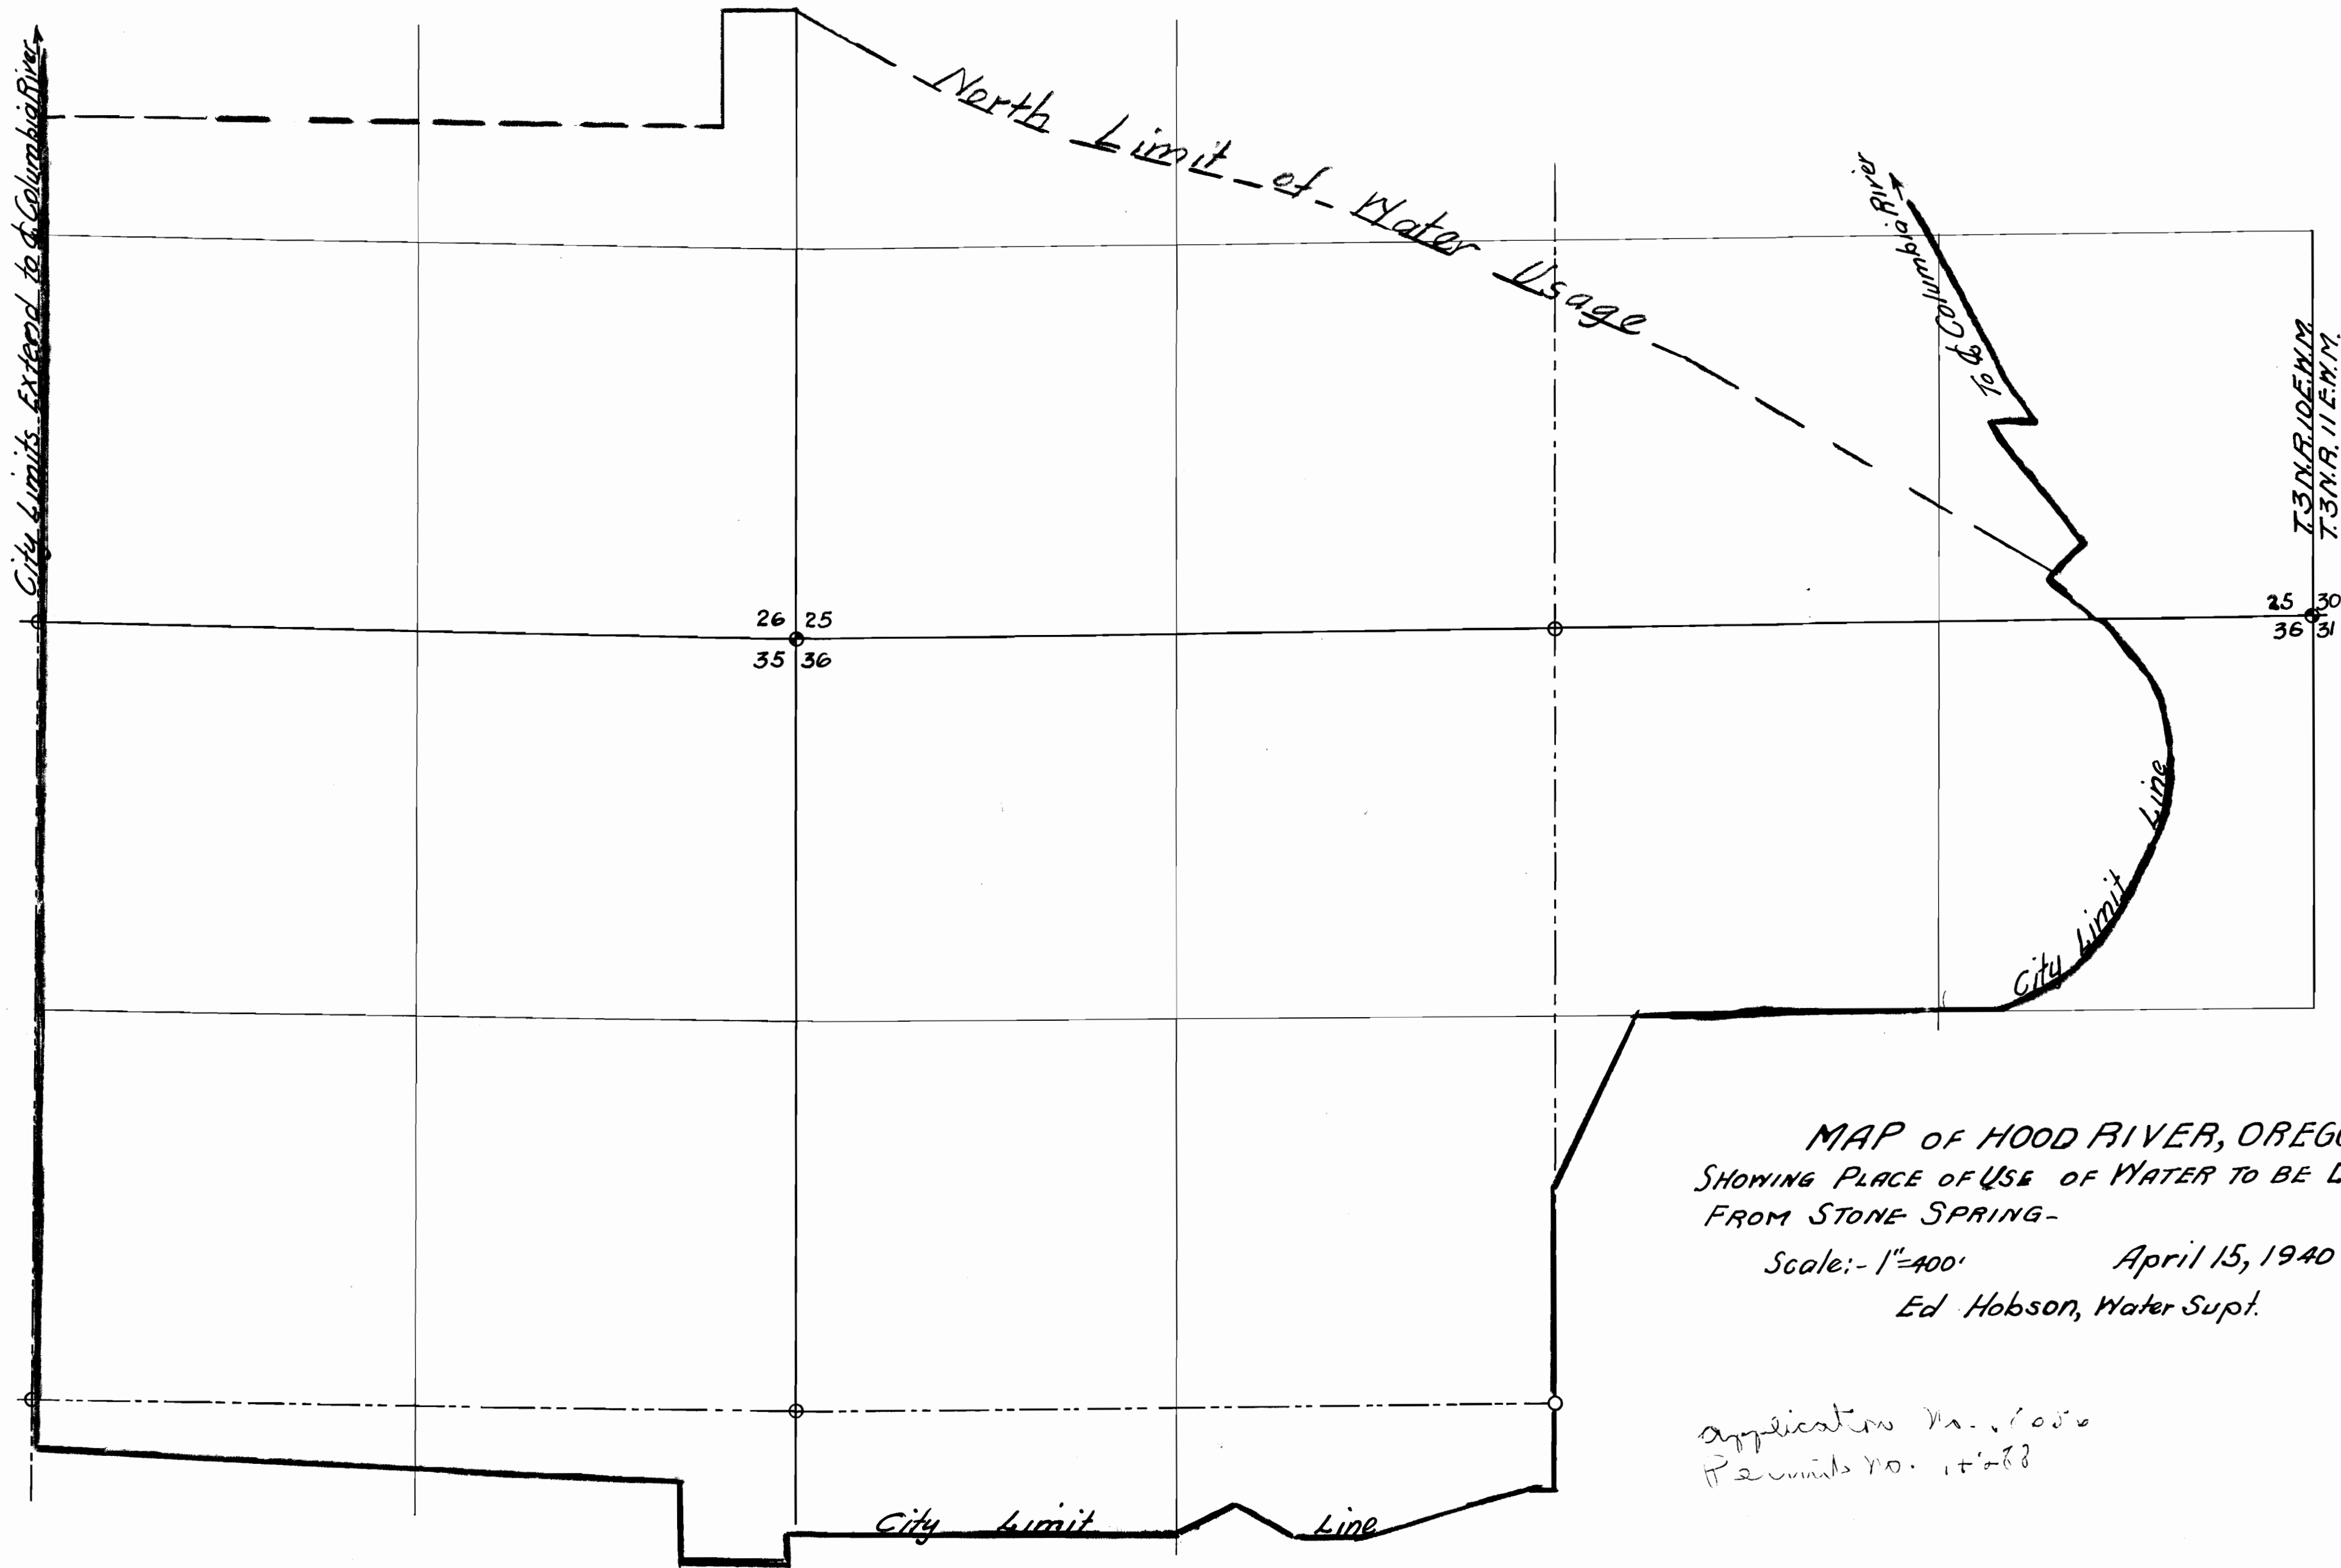 City Limits Extend to ℄ Columbia River
North Limit of Water Usage
To ℄ Columbia River
T.3N.R.10E.W.M.
T.3N.R.11E.W.M.
26 25
35 36
25 30
36 31
City Limit Line
MAP OF HOOD RIVER,
SHOWING PLACE OF USE OF WATER TO BE
FROM STONE SPRING-
Scale:- 1"=400' April 15, 1940
Ed Hobson, Water Supt.
Application No.
Permit No.
City Limit Line